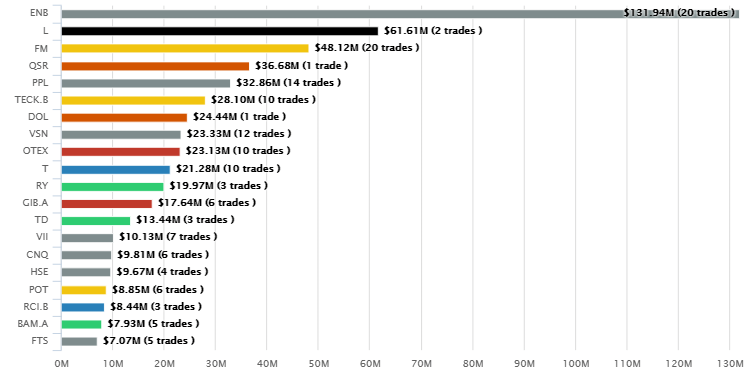 ENB $131.94M (20 trades )
L $61.61M (2 trades )
FM $48.12M (20 trades )
QSR $36.68M (1 trade )
PPL $32.86M (14 trades )
TECK.B $28.10M (10 trades )
DOL $24.44M (1 trade )
VSN $23.33M (12 trades )
OTEX $23.13M (10 trades )
T $21.28M (10 trades )
RY $19.97M (3 trades )
GIB.A $17.64M (6 trades )
TD $13.44M (3 trades )
VII $10.13M (7 trades )
CNQ $9.81M (6 trades )
HSE $9.67M (4 trades )
POT $8.85M (6 trades )
RCI.B $8.44M (3 trades )
BAM.A $7.93M (5 trades )
FTS $7.07M (5 trades )
0M 10M 20M 30M 40M 50M 60M 70M 80M 90M 100M 110M 120M 130M